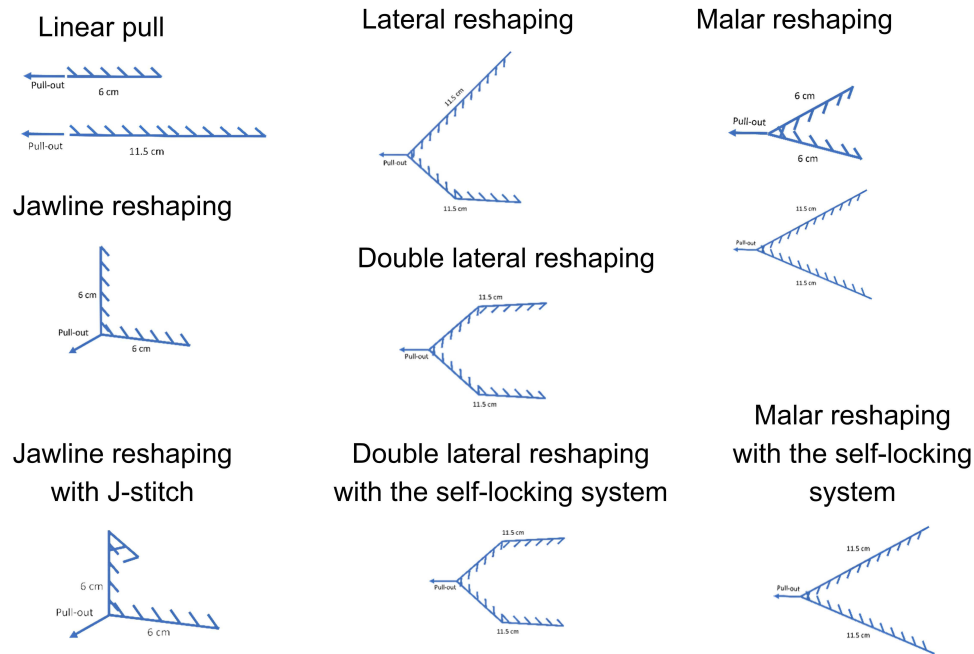 Linear pull
Pull-out
6 cm
Pull-out
11.5 cm
Lateral reshaping
11.5 cm
Pull-out
11.5 cm
Malar reshaping
6 cm
Pull-out
6 cm
11.5 cm
Pull-out
11.5 cm
Jawline reshaping
6 cm
Pull-out
6 cm
Double lateral reshaping
11.5 cm
Pull-out
11.5 cm
Jawline reshaping
with J-stitch
6 cm
Pull-out
6 cm
Double lateral reshaping
with the self-locking system
11.5 cm
Pull-out
11.5 cm
Malar reshaping
with the self-locking
system
11.5 cm
Pull-out
11.5 cm